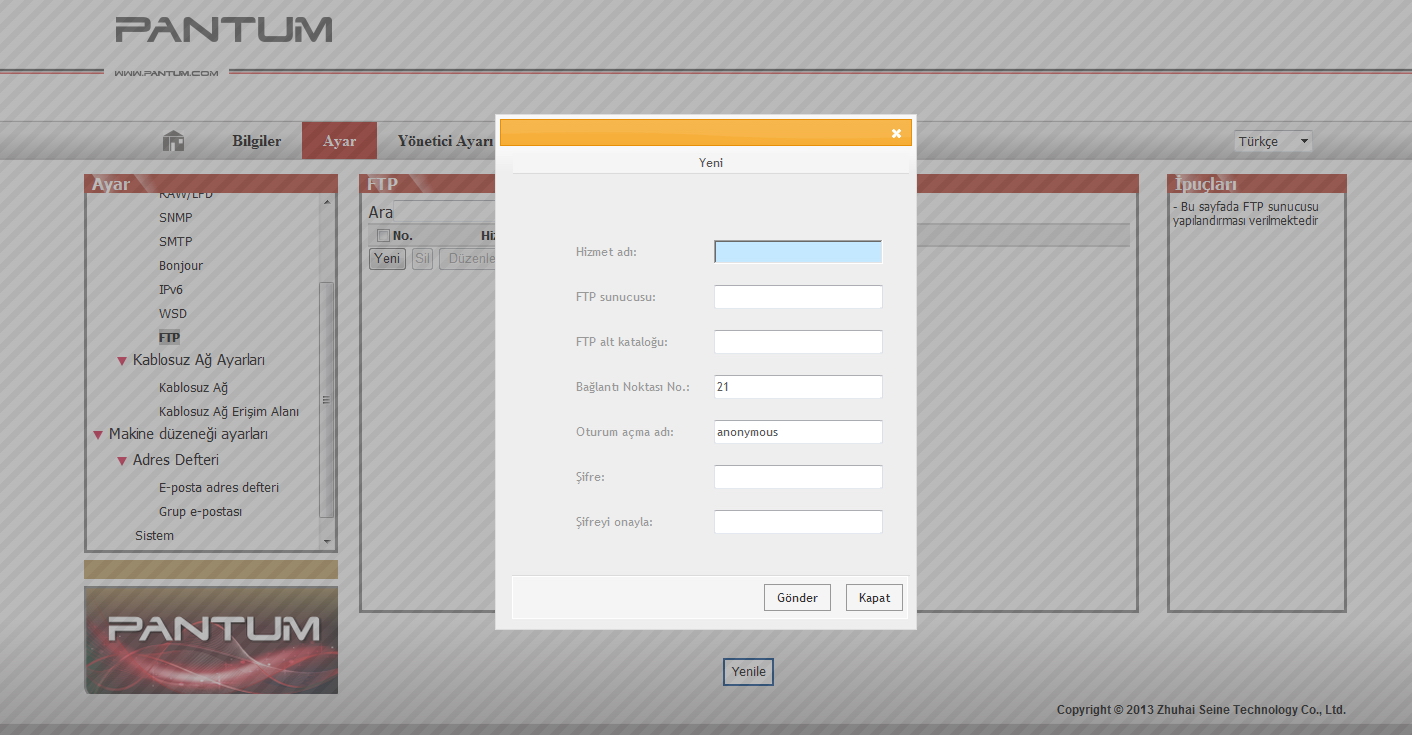 PANTUM
WWW.PANTUM.COM
Bilgiler
Ayar
Yönetici Ayarı
Türkçe
Ayar
RAW/LPD
SNMP
SMTP
Bonjour
IPv6
WSD
FTP
Kablosuz Ağ Ayarları
Kablosuz Ağ
Kablosuz Ağ Erişim Alanı
Makine düzeneği ayarları
Adres Defteri
E-posta adres defteri
Grup e-postası
Sistem
PANTUM
FTP
Ara
No.
Yeni
Sil
Yeni
Hizmet adı:
FTP sunucusu:
FTP alt kataloğu:
Bağlantı Noktası No.: 21
Oturum açma adı: anonymous
Şifre:
Şifreyi onayla:
Gönder
Kapat
İpuçları
- Bu sayfada FTP sunucusu
yapılandırması verilmektedir
Yenile
Copyright © 2013 Zhuhai Seine Technology Co., Ltd.